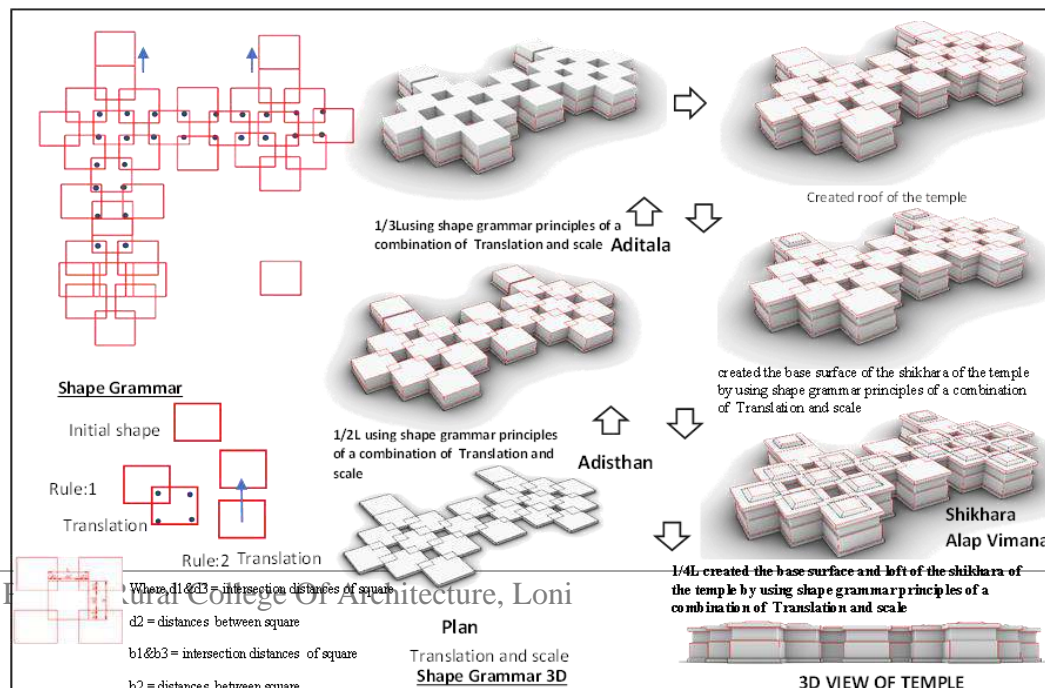 Created roof of the temple
1/3Lusing shape grammar principles of a
combination of Translation and scale
Aditala
created the base surface of the shikhara of the temple
by using shape grammar principles of a combination
of Translation and scale
Shape Grammar
Initial shape
1/2L using shape grammar principles
of a combination of Translation and
scale
Adisthan
Rule:1
Translation
Rule:2 Translation
Shikhara
Alap Vimana
Where,d1&d3 = intersection distances of square
Rural College Of Architecture, Loni
d2 = distances between square
b1&b3 = intersection distances of square
b2 = distances between square
Plan
Translation and scale
Shape Grammar 3D
1/4L created the base surface and loft of the shikhara of
the temple by using shape grammar principles of a
combination of Translation and scale
3D VIEW OF TEMPLE